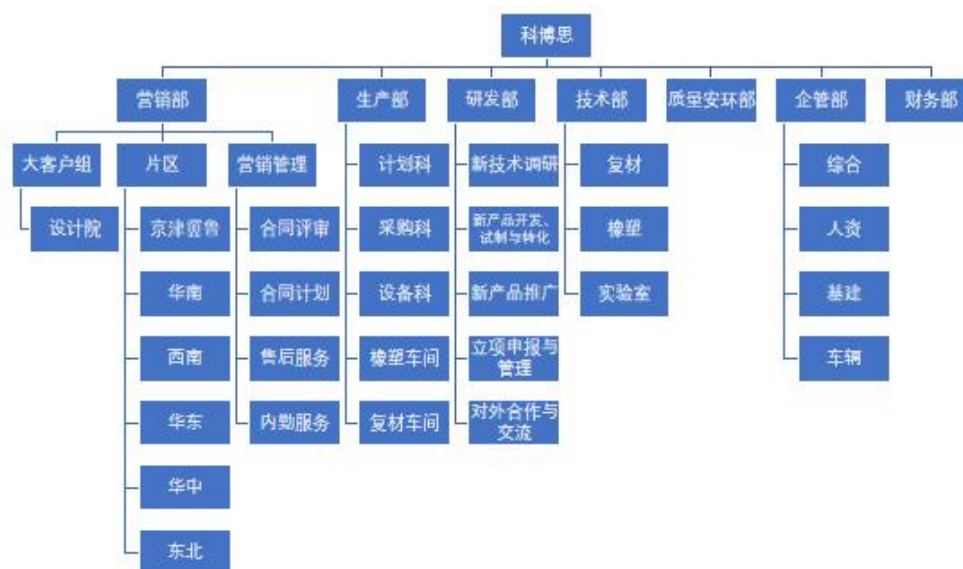 科博思
营销部
生产部
研发部
技术部
质量安环部
企管部
财务部
大客户组
片区
营销管理
计划科
新技术调研
复材
综合
设计院
京津冀鲁
合同评审
采购科
新产品开发、
试制与转化
橡塑
人资
华南
合同计划
设备科
新产品推广
实验室
基建
西南
售后服务
橡塑车间
立项申报与
管理
车辆
华东
内勤服务
复材车间
对外合作与
交流
华中
东北